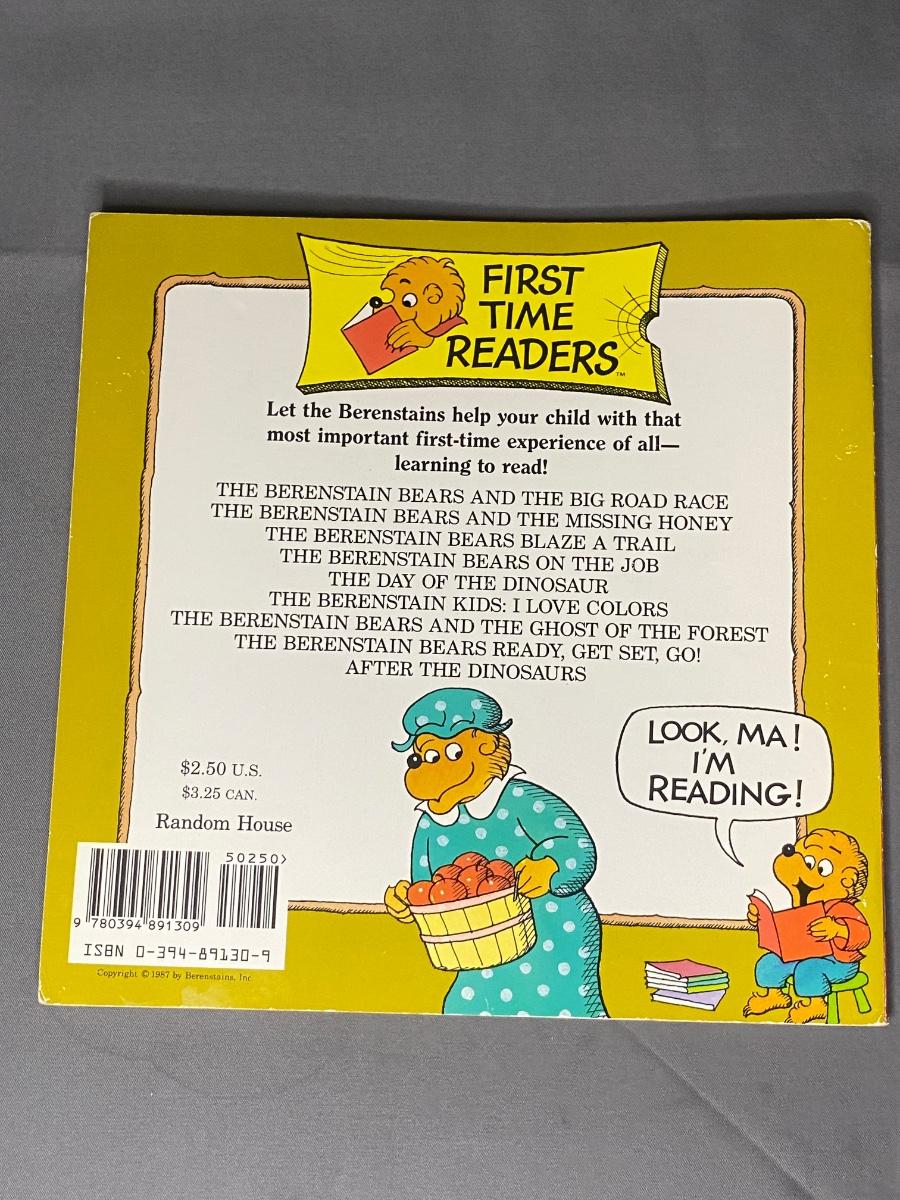 FIRST
TIME
READERS™
Let the Berenstains help your child with that
most important first-time experience of all—
learning to read!
THE BERENSTAIN BEARS AND THE BIG ROAD RACE
THE BERENSTAIN BEARS AND THE MISSING HONEY
THE BERENSTAIN BEARS BLAZE A TRAIL
THE BERENSTAIN BEARS ON THE JOB
THE DAY OF THE DINOSAUR
THE BERENSTAIN KIDS: I LOVE COLORS
THE BERENSTAIN BEARS AND THE GHOST OF THE FOREST
THE BERENSTAIN BEARS READY, GET SET, GO!
AFTER THE DINOSAURS
LOOK, MA!
I'M
READING!
$2.50 U.S.
$3.25 CAN.
Random House
50250>
9 780394 891309
ISBN 0-394-89130-9
Copyright © 1987 by Berenstains, Inc.